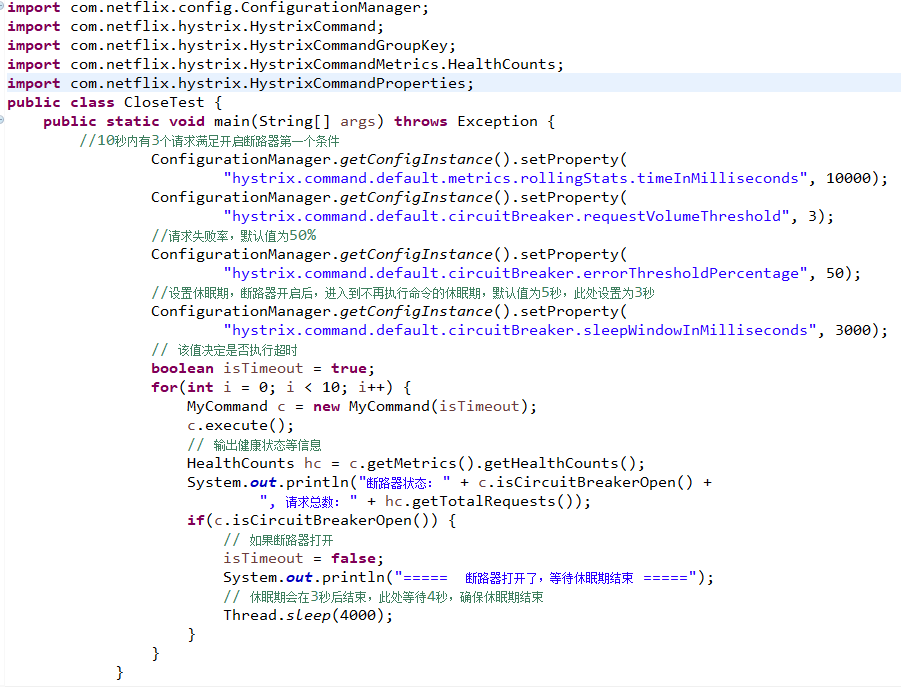 import com.netflix.config.ConfigurationManager;
import com.netflix.hystrix.HystrixCommand;
import com.netflix.hystrix.HystrixCommandGroupKey;
import com.netflix.hystrix.HystrixCommandMetrics.HealthCounts;
import com.netflix.hystrix.HystrixCommandProperties;
public class CloseTest {
    public static void main(String[] args) throws Exception {
        //10秒内有3个请求满足开启断路器第一个条件
                ConfigurationManager.getConfigInstance().setProperty(
                        "hystrix.command.default.metrics.rollingStats.timeInMilliseconds", 10000);
                ConfigurationManager.getConfigInstance().setProperty(
                        "hystrix.command.default.circuitBreaker.requestVolumeThreshold", 3);
                //请求失败率，默认值为50%
                ConfigurationManager.getConfigInstance().setProperty(
                        "hystrix.command.default.circuitBreaker.errorThresholdPercentage", 50);
                //设置休眠期，断路器开启后，进入到不再执行命令的休眠期，默认值为5秒，此处设置为3秒
                ConfigurationManager.getConfigInstance().setProperty(
                        "hystrix.command.default.circuitBreaker.sleepWindowInMilliseconds", 3000);
                // 该值决定是否执行超时
                boolean isTimeout = true;
                for(int i = 0; i < 10; i++) {
                    MyCommand c = new MyCommand(isTimeout);
                    c.execute();
                    // 输出健康状态等信息
                    HealthCounts hc = c.getMetrics().getHealthCounts();
                    System.out.println("断路器状态: " + c.isCircuitBreakerOpen() +
                            ", 请求总数: " + hc.getTotalRequests());
                    if(c.isCircuitBreakerOpen()) {
                        // 如果断路器打开
                        isTimeout = false;
                        System.out.println("===== 断路器打开了，等待休眠期结束 =====");
                        // 休眠期会在3秒后结束，此处等待4秒，确保休眠期结束
                        Thread.sleep(4000);
                    }
                }
            }